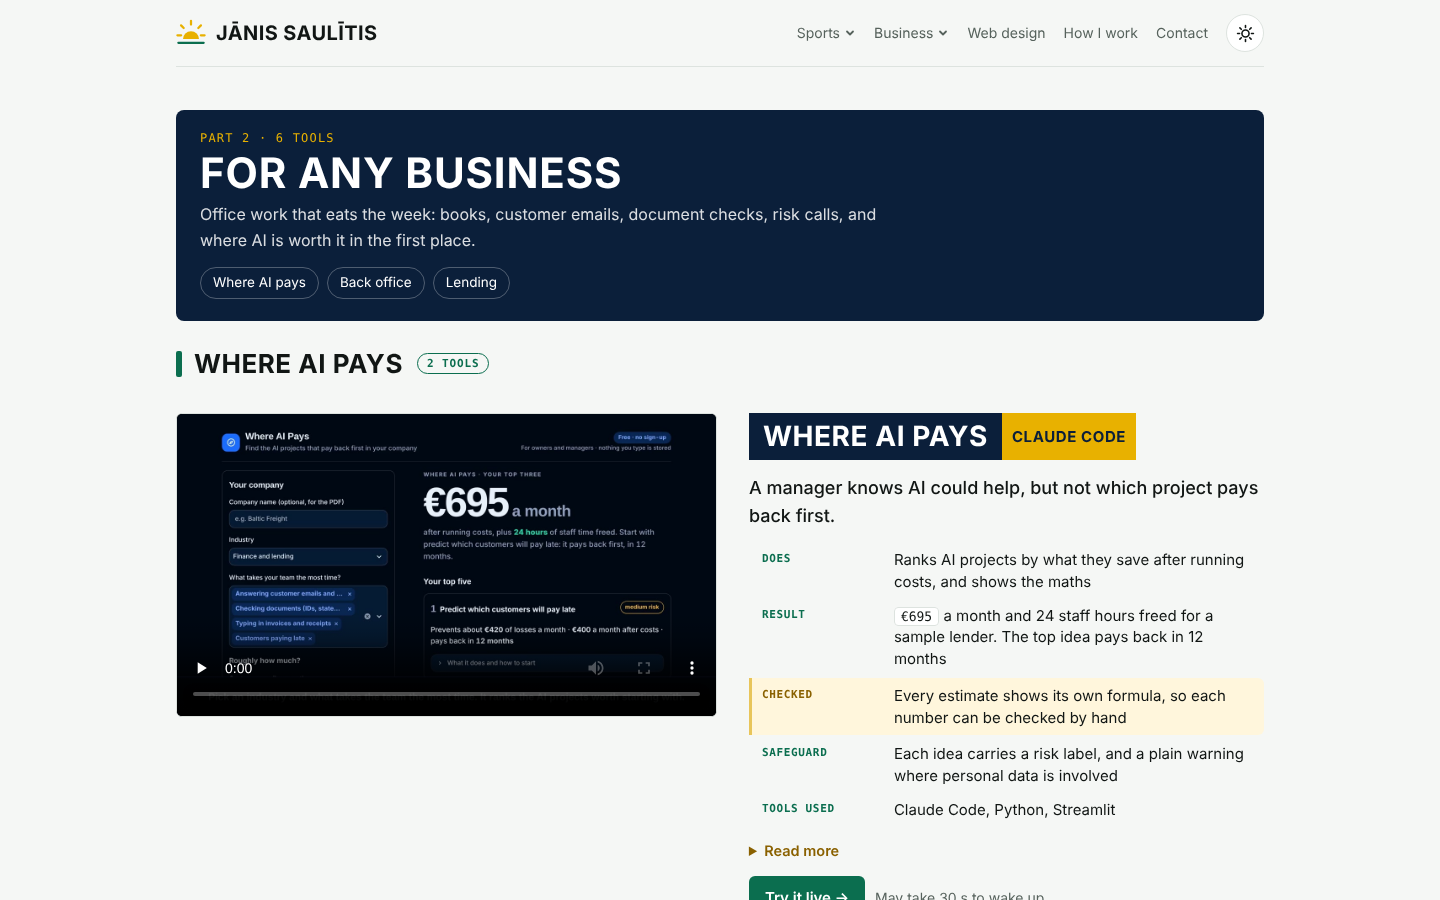 JĀNIS SAULĪTIS
Sports
Business
Web design
How I work
Contact
PART 2 · 6 TOOLS
FOR ANY BUSINESS
Office work that eats the week: books, customer emails, document checks, risk calls, and
where AI is worth it in the first place.
Where AI pays
Back office
Lending
WHERE AI PAYS
2 TOOLS
Where AI Pays
Find the AI projects that pay back first in your company
Free · no sign-up
For owners and managers · nothing you type is stored
Your company
Company name (optional, for the PDF)
e.g. Baltic Freight
Industry
Finance and lending
What takes your team the most time?
Answering customer emails and ...
Checking documents (IDs, state...
Typing in invoices and receipts
Customers paying late
Roughly how much?
WHERE AI PAYS · YOUR TOP THREE
€695 a month
after running costs, plus 24 hours of staff time freed. Start with
predict which customers will pay late: it pays back first, in 12
months.
Your top five
1 Predict which customers will pay late
medium risk
Prevents about €420 of losses a month · €400 a month after costs ·
pays back in 12 months
What it does and how to start
0:00
WHERE AI PAYS
CLAUDE CODE
A manager knows AI could help, but not which project pays
back first.
DOES
Ranks AI projects by what they save after running
costs, and shows the maths
RESULT
€695 a month and 24 staff hours freed for a
sample lender. The top idea pays back in 12
months
CHECKED
Every estimate shows its own formula, so each
number can be checked by hand
SAFEGUARD
Each idea carries a risk label, and a plain warning
where personal data is involved
TOOLS USED
Claude Code, Python, Streamlit
Read more
Try it live →
May take 30 s to wake up